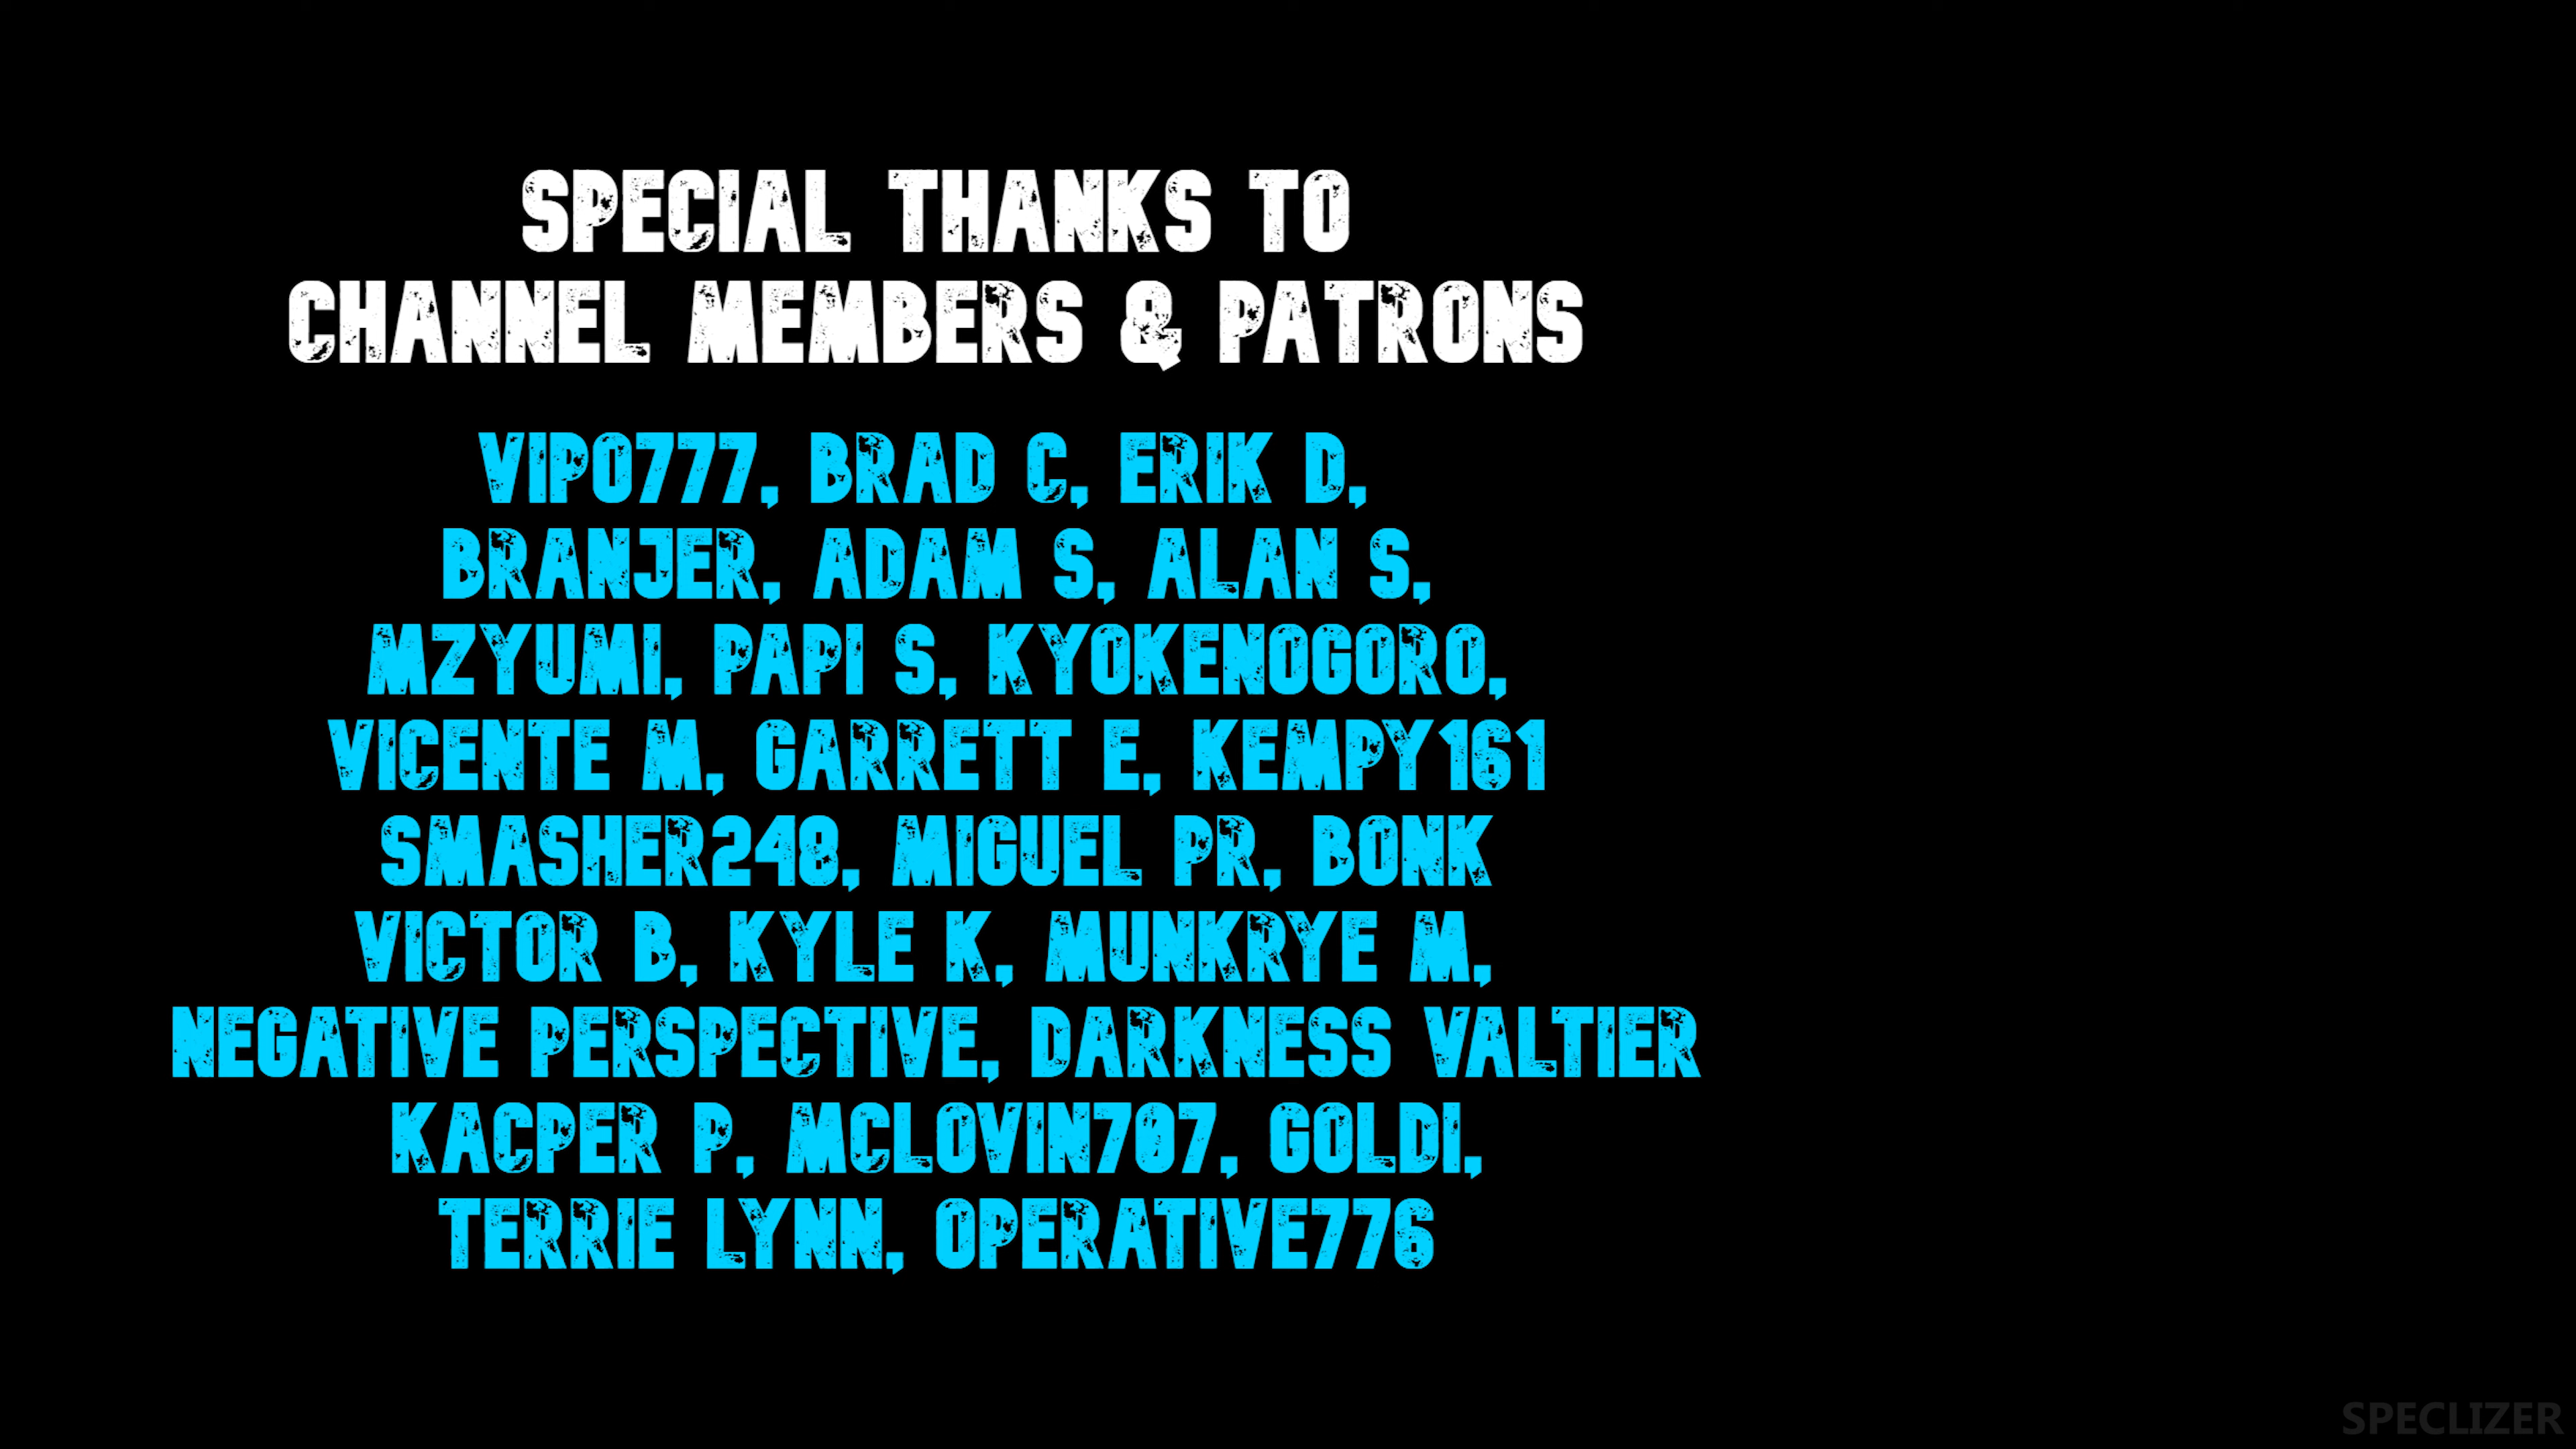 SPECIAL THANKS TO
CHANNEL MEMBERS & PATRONS
VIPO777, BRAD C, ERIK D,
BRANJER, ADAM S, ALAN S,
MZYUMI, PAPI S, KYOKENOGORO,
VICENTE M, GARRETT E, KEMPY161
SMASHER248, MIGUEL PR, BONK
VICTOR B, KYLE K, MUNKRYE M,
NEGATIVE PERSPECTIVE, DARKNESS VALTIER
KACPER P, MCLOVIN707, GOLDI,
TERRIE LYNN, OPERATIVE776
SPECLIZER